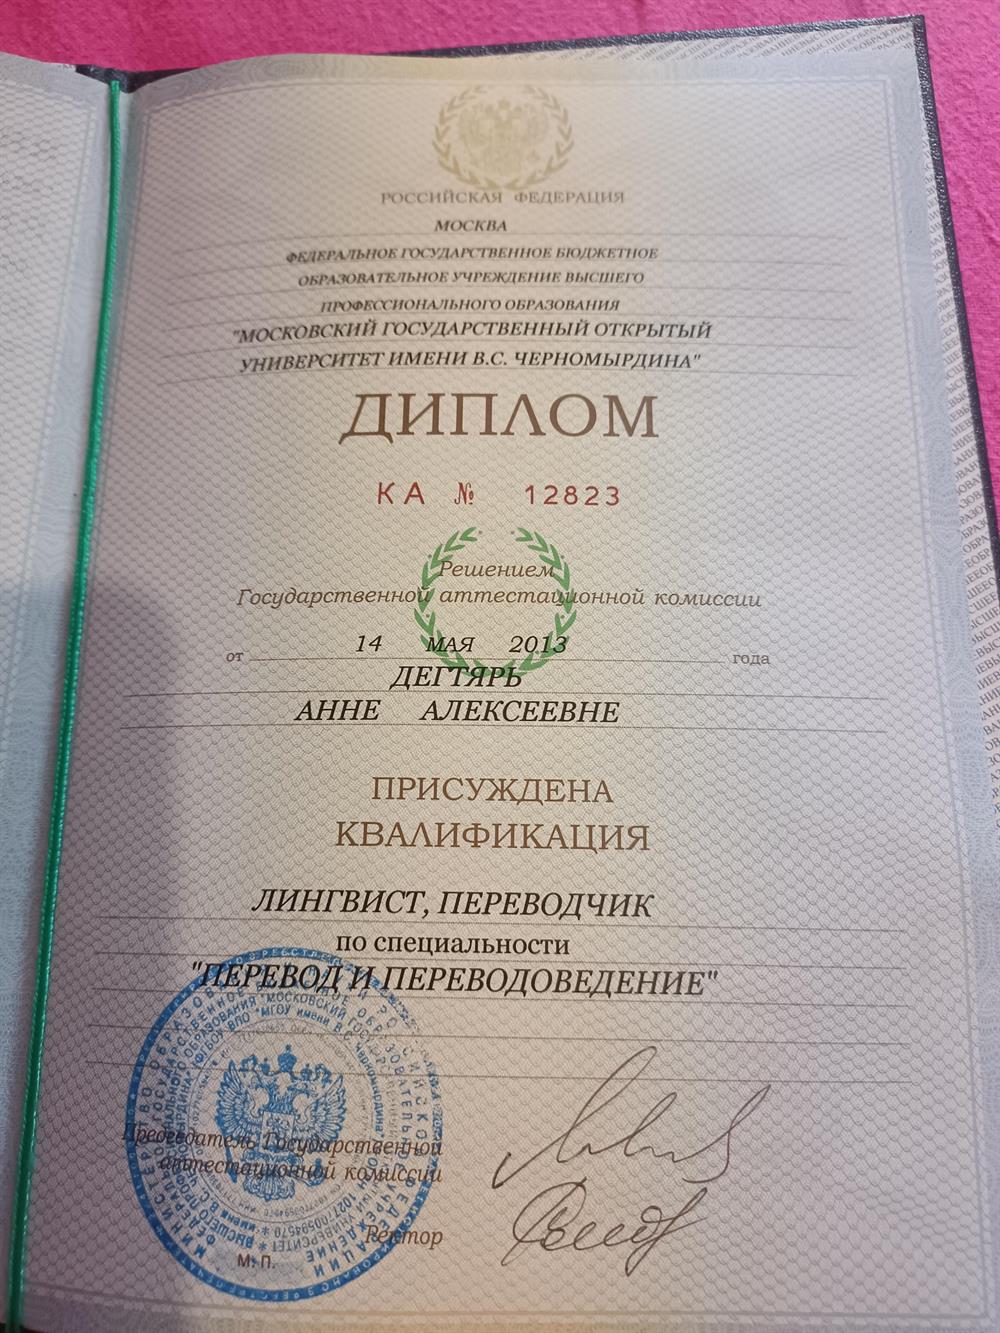 РОССИЙСКАЯ ФЕДЕРАЦИЯ
МОСКВА
ФЕДЕРАЛЬНОЕ ГОСУДАРСТВЕННОЕ БЮДЖЕТНОЕ
ОБРАЗОВАТЕЛЬНОЕ УЧРЕЖДЕНИЕ ВЫСШЕГО
ПРОФЕССИОНАЛЬНОГО ОБРАЗОВАНИЯ
"МОСКОВСКИЙ ГОСУДАРСТВЕННЫЙ ОТКРЫТЫЙ
УНИВЕРСИТЕТ ИМЕНИ В.С. ЧЕРНОМЫРДИНА"
ДИПЛОМ
КА № 12823
Решением
Государственной аттестационной комиссии
от 14 МАЯ 2013 года
ДЕГТЯРЬ
АННЕ АЛЕКСЕЕВНЕ
ПРИСУЖДЕНА
КВАЛИФИКАЦИЯ
ЛИНГВИСТ, ПЕРЕВОДЧИК
по специальности
"ПЕРЕВОД И ПЕРЕВОДОВЕДЕНИЕ"
Председатель Государственной
аттестационной комиссии
Ректор
М.П.